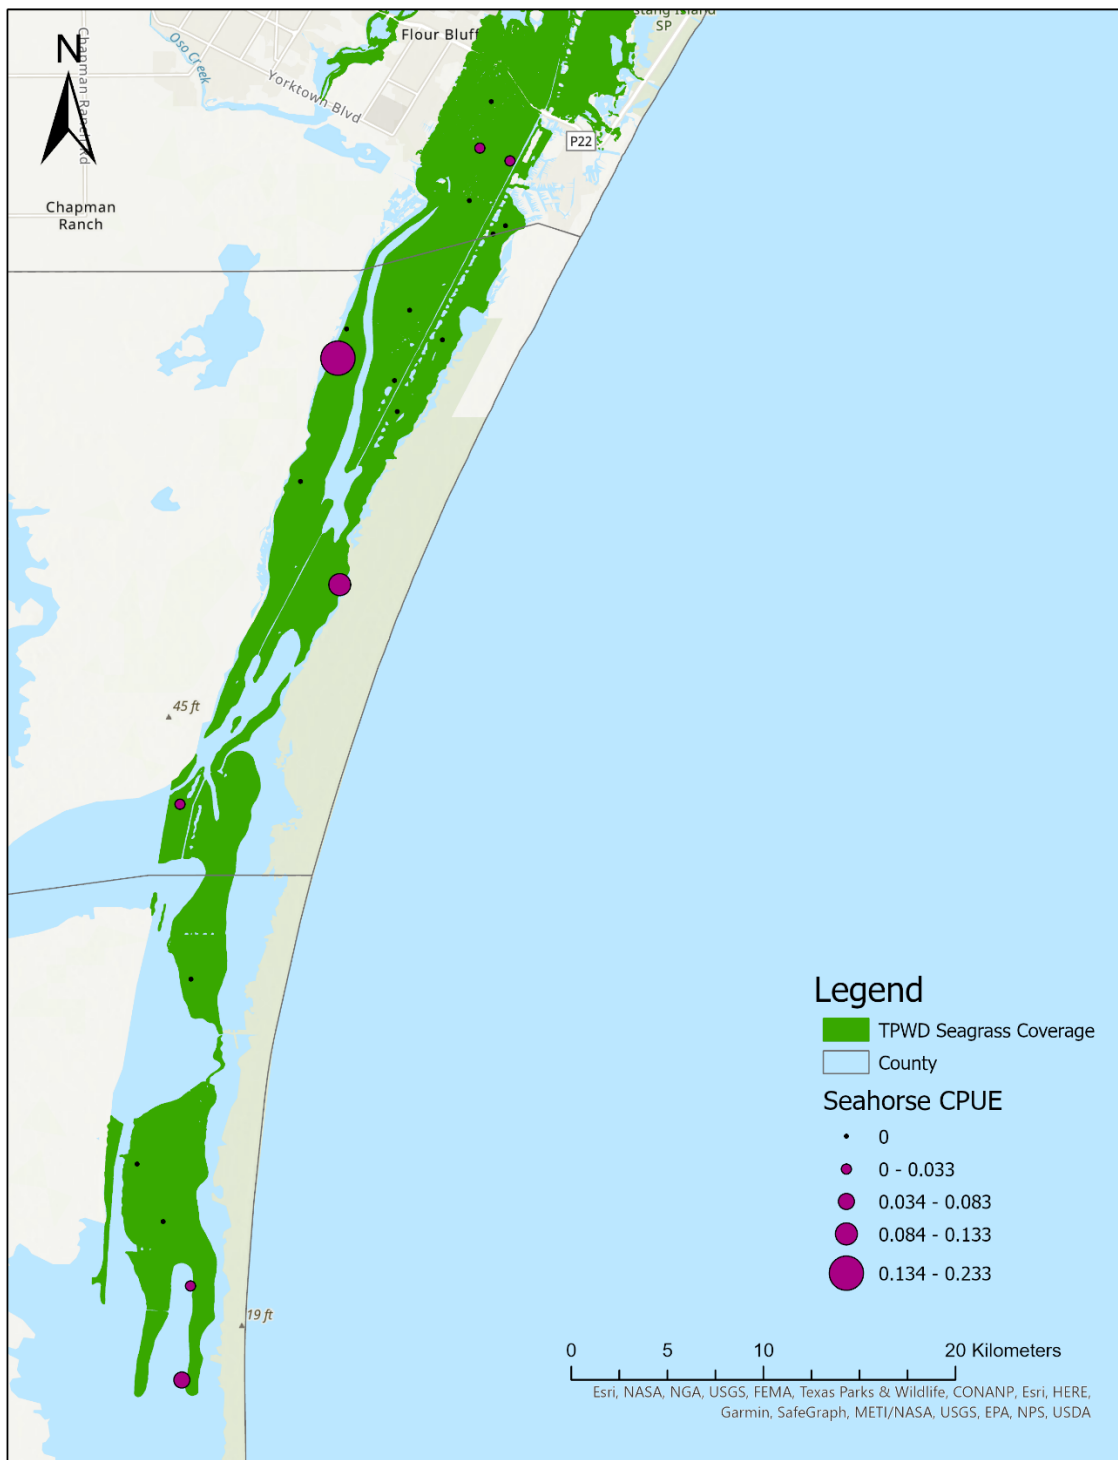 stang Island
SP
Flour Bluff
N
Chapman Ranch Rd
Oso Creek
Yorktown Blvd
P22
Chapman
Ranch
45 ft
Legend
TPWD Seagrass Coverage
County
Seahorse CPUE
0
0 - 0.033
0.034 - 0.083
0.084 - 0.133
0.134 - 0.233
19 ft
0 5 10 20 Kilometers
Esri, NASA, NGA, USGS, FEMA, Texas Parks & Wildlife, CONANP, Esri, HERE,
Garmin, SafeGraph, METI/NASA, USGS, EPA, NPS, USDA